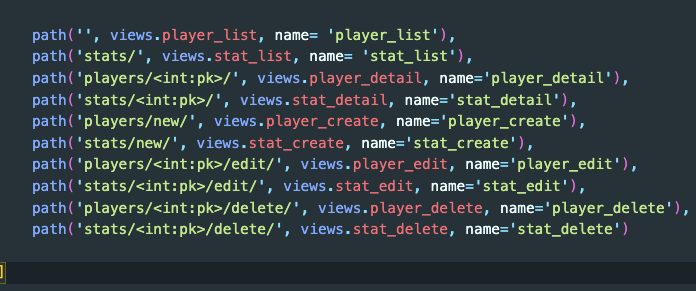 path('', views.player_list, name= 'player_list'),
path('stats/', views.stat_list, name= 'stat_list'),
path('players/<int:pk>/', views.player_detail, name='player_detail'),
path('stats/<int:pk>/', views.stat_detail, name='stat_detail'),
path('players/new/', views.player_create, name='player_create'),
path('stats/new/', views.stat_create, name='stat_create'),
path('players/<int:pk>/edit/', views.player_edit, name='player_edit'),
path('stats/<int:pk>/edit/', views.stat_edit, name='stat_edit'),
path('players/<int:pk>/delete/', views.player_delete, name='player_delete'),
path('stats/<int:pk>/delete/', views.stat_delete, name='stat_delete')
]